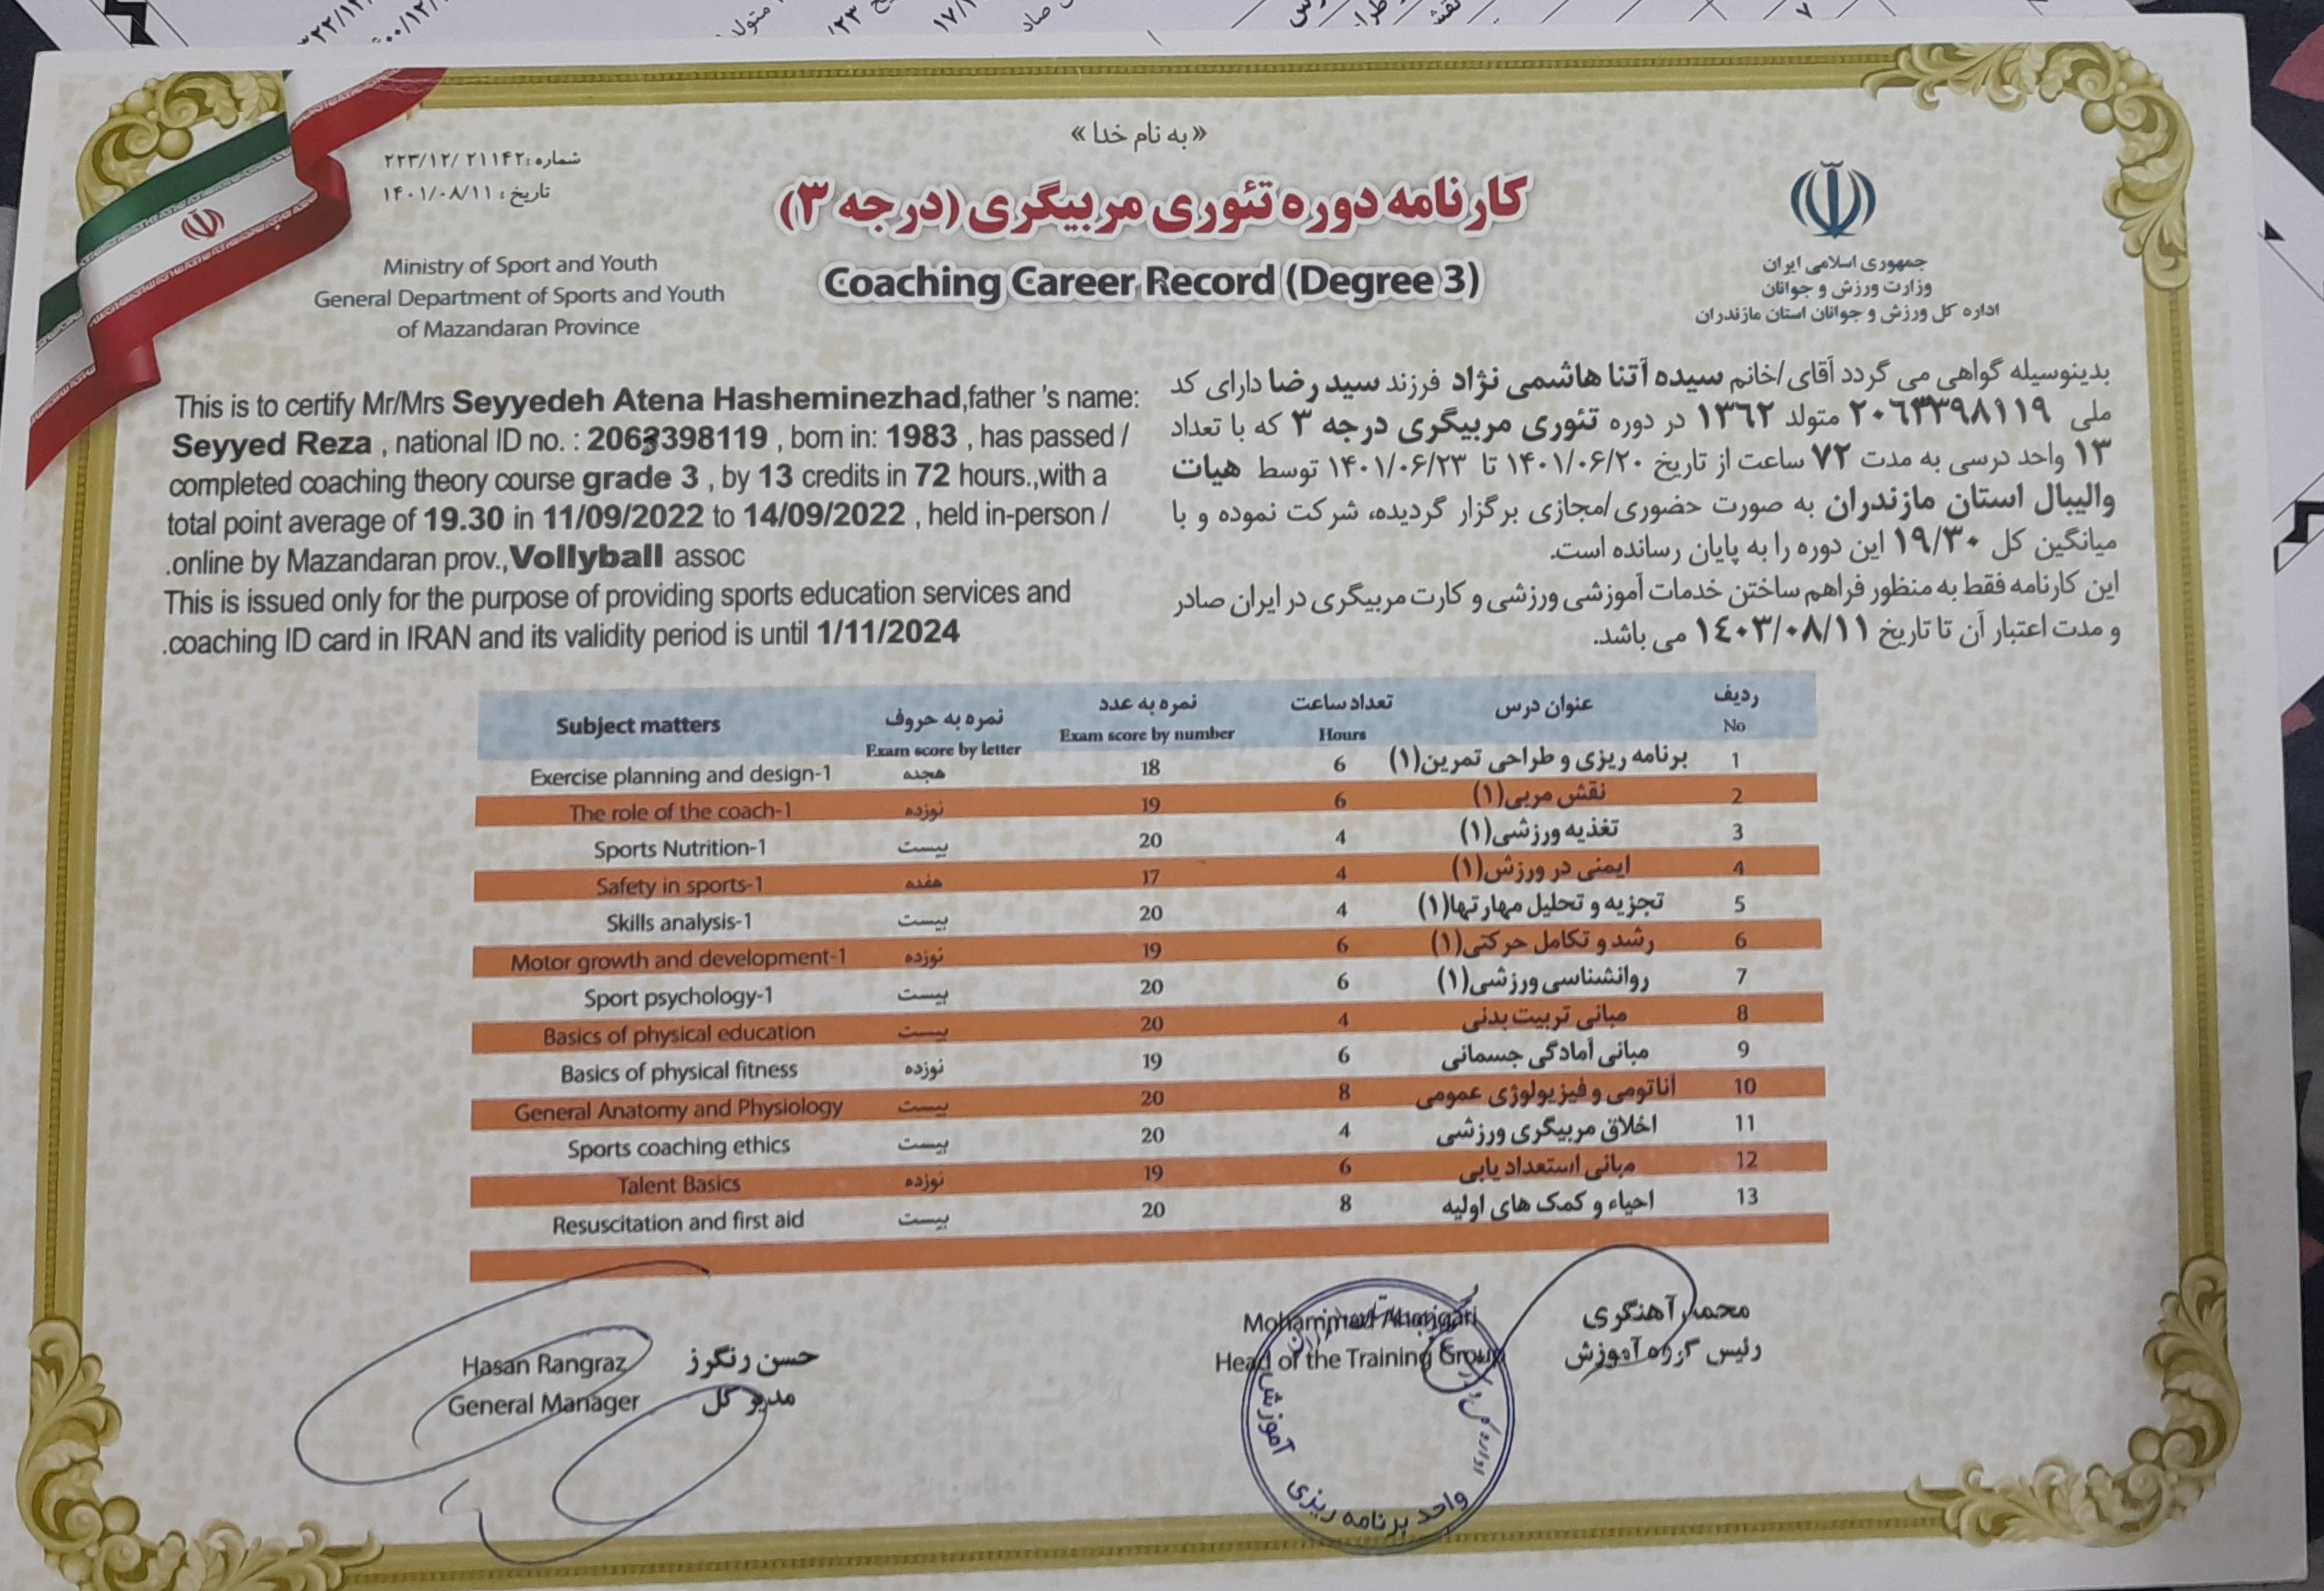 «به نام خدا»
شماره: ۲۲۳/۱۲/ ۲۱۱۴۲
تاریخ : ۱۴۰۱/۰۸/۱۱
کارنامه دوره تئوری مربیگری (درجه ۳)
Coaching Career Record (Degree 3)
Ministry of Sport and Youth
General Department of Sports and Youth
of Mazandaran Province
جمهوری اسلامی ایران
وزارت ورزش و جوانان
اداره کل ورزش و جوانان استان مازندران
This is to certify Mr/Mrs Seyyedeh Atena Hasheminezhad,father 's name:
Seyyed Reza , national ID no. : 2063398119 , born in: 1983 , has passed /
completed coaching theory course grade 3 , by 13 credits in 72 hours.,with a
total point average of 19.30 in 11/09/2022 to 14/09/2022 , held in-person /
.online by Mazandaran prov.,Vollyball assoc
This is issued only for the purpose of providing sports education services and
.coaching ID card in IRAN and its validity period is until 1/11/2024
بدینوسیله گواهی می گردد آقای/خانم سیده آتنا هاشمی نژاد فرزند سید رضا دارای کد
ملی ۲۰۶۳۳۹۸۱۱۹ متولد ۱۳۶۲ در دوره تئوری مربیگری درجه ۳ که با تعداد
۱۳ واحد درسی به مدت ۷۲ ساعت از تاریخ ۱۴۰۱/۰۶/۲۰ تا ۱۴۰۱/۰۶/۲۳ توسط هیات
والیبال استان مازندران به صورت حضوری/مجازی برگزار گردیده، شرکت نموده و با
میانگین کل ۱۹/۳۰ این دوره را به پایان رسانده است.
این کارنامه فقط به منظور فراهم ساختن خدمات آموزشی ورزشی و کارت مربیگری در ایران صادر
و مدت اعتبار آن تا تاریخ ۱۴۰۳/۰۸/۱۱ می باشد.
ردیف عنوان درس تعداد ساعت نمره به عدد نمره به حروف Subject matters
No Hours Exam score by number Exam score by letter
1 برنامه ریزی و طراحی تمرین(۱) 6 18 هجده Exercise planning and design-1
2 نقش مربی(۱) 6 19 نوزده The role of the coach-1
3 تغذیه ورزشی(۱) 4 20 بیست Sports Nutrition-1
4 ایمنی در ورزش(۱) 4 17 هفده Safety in sports-1
5 تجزیه و تحلیل مهارتها(۱) 4 20 بیست Skills analysis-1
6 رشد و تکامل حرکتی(۱) 6 19 نوزده Motor growth and development-1
7 روانشناسی ورزشی(۱) 6 20 بیست Sport psychology-1
8 مبانی تربیت بدنی 4 20 بیست Basics of physical education
9 مبانی آمادگی جسمانی 6 19 نوزده Basics of physical fitness
10 آناتومی و فیزیولوژی عمومی 8 20 بیست General Anatomy and Physiology
11 اخلاق مربیگری ورزشی 4 20 بیست Sports coaching ethics
12 مبانی استعداد یابی 6 19 نوزده Talent Basics
13 احیاء و کمک های اولیه 8 20 بیست Resuscitation and first aid
محمد آهنگری
رئیس گروه آموزش
Mohammad Ahangari
Head of the Training Group
حسن رنگرز
مدیر کل
Hasan Rangraz
General Manager
آموزش
واحد برنامه ریزی